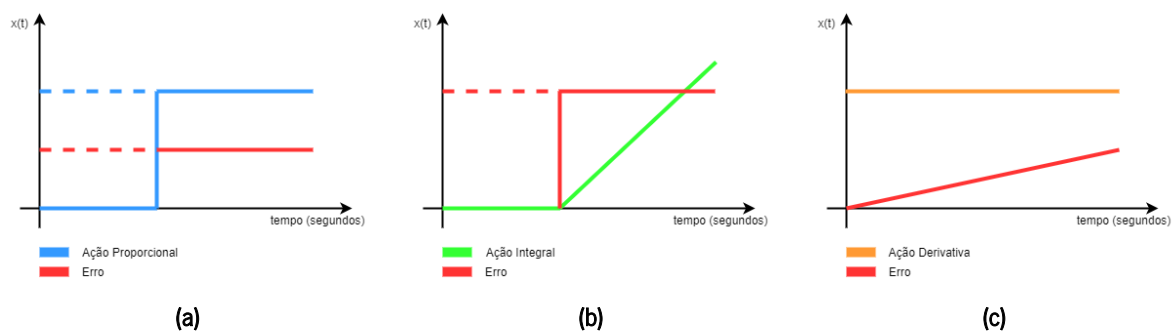 x(t)
tempo (segundos)
Ação Proporcional
Erro
(a)
x(t)
tempo (segundos)
Ação Integral
Erro
(b)
x(t)
tempo (segundos)
Ação Derivativa
Erro
(c)